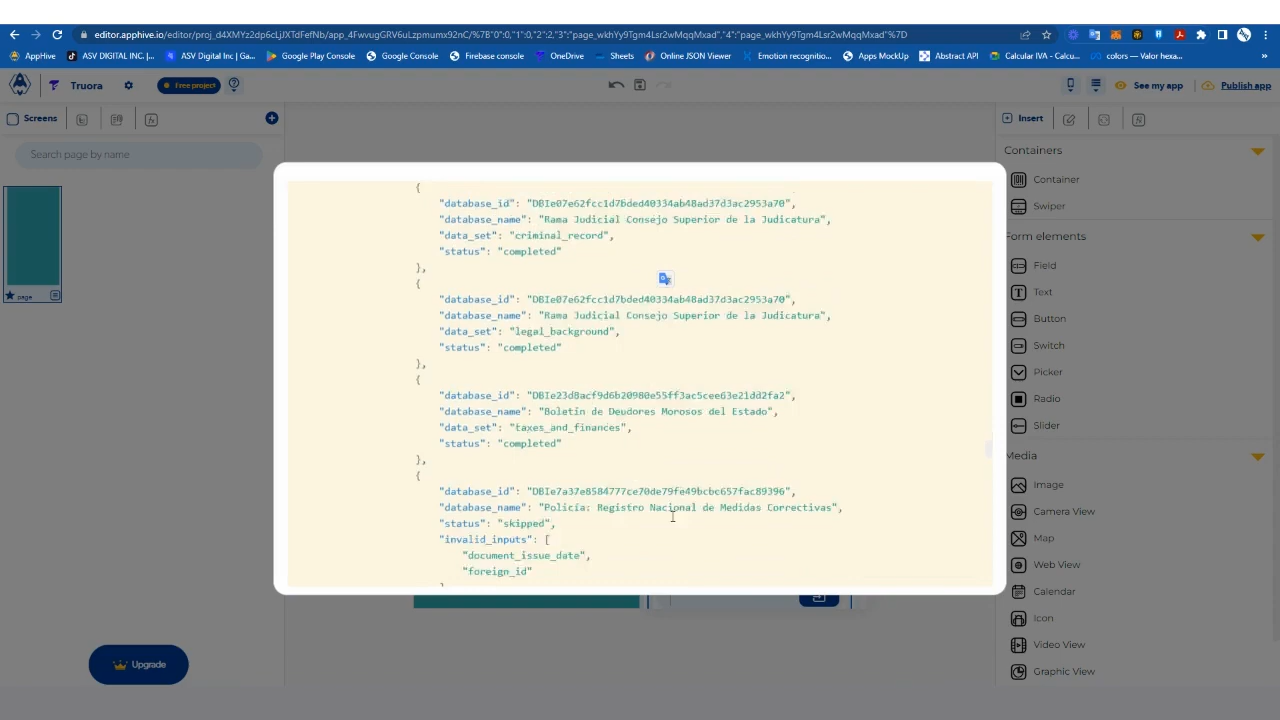 editor.apphive.io/editor/proj_d4XMYz2dp6cLjJXTdFefNb/app_4FwvugGRV6uLzpmumx92nC/%7B"0":0,"1":0,"2":2,"3":"page_wkhYy9Tgm4Lsr2wMqqMxad","4":"page_wkhYy9Tgm4Lsr2wMqqMxad"%7D
AppHive
ASV DIGITAL INC. |...
ASV Digital Inc | Ga...
Google Play Console
Google Console
Firebase console
OneDrive
Sheets
Online JSON Viewer
Emotion recognitio...
Apps MockUp
Abstract API
Calcular IVA - Calcu...
colors — Valor hexa...
»
Truora
Free project
See my app
Publish app
Screens
Search page by name
page
Upgrade
{
"database_id": "DBIe07e62fcc1d7bded40334ab48ad37d3ac2953a70",
"database_name": "Rama Judicial Consejo Superior de la Judicatura",
"data_set": "criminal_record",
"status": "completed"
},
{
"database_id": "DBIe07e62fcc1d7bded40334ab48ad37d3ac2953a70",
"database_name": "Rama Judicial Consejo Superior de la Judicatura",
"data_set": "legal_background",
"status": "completed"
},
{
"database_id": "DBIe23d8acf9d6b20980e55ff3ac5cee63e21dd2fa2",
"database_name": "Boletín de Deudores Morosos del Estado",
"data_set": "taxes_and_finances",
"status": "completed"
},
{
"database_id": "DBIe7a37e8584777ce70de79fe49bcbc657fac89396",
"database_name": "Policía: Registro Nacional de Medidas Correctivas",
"status": "skipped",
"invalid_inputs": [
"document_issue_date",
"foreign_id"
Insert
Containers
Container
Swiper
Form elements
Field
Text
Button
Switch
Picker
Radio
Slider
Media
Image
Camera View
Map
Web View
Calendar
Icon
Video View
Graphic View